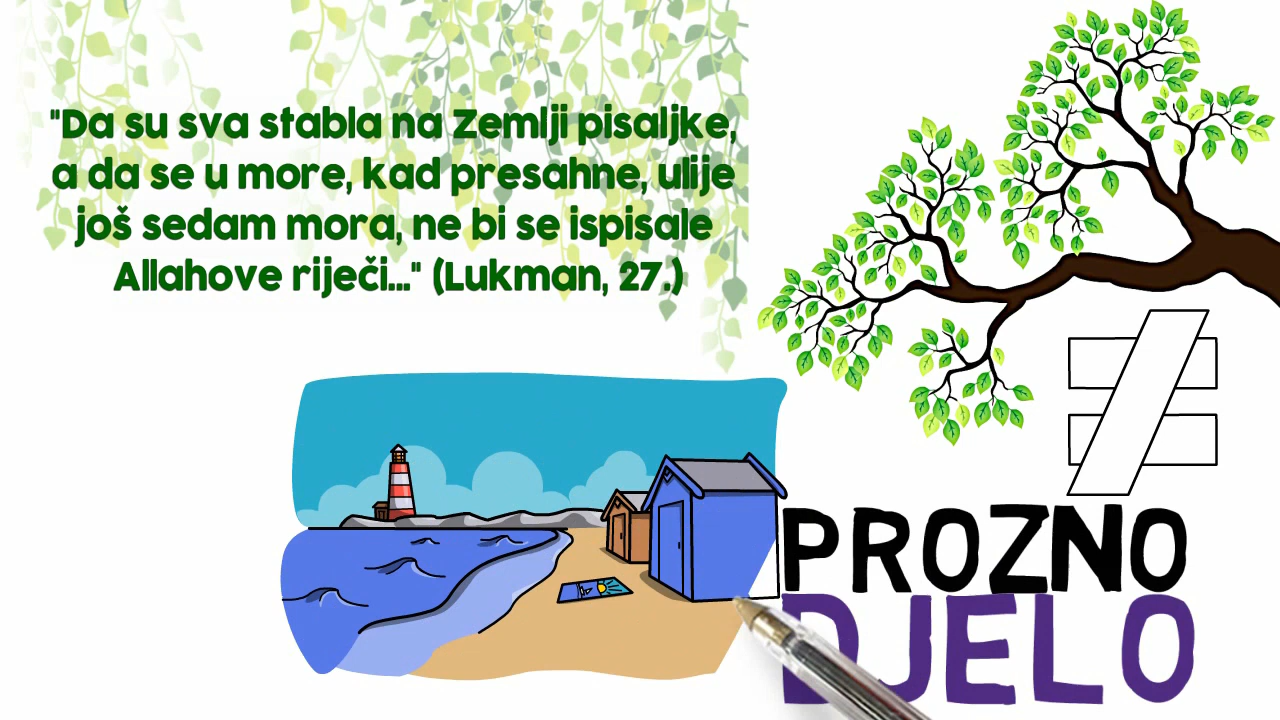 "Da su sva stabla na Zemlji pisaljke,
a da se u more, kad presahne, ulije
još sedam mora, ne bi se ispisale
Allahove riječi..." (Lukman, 27.)
≠
PROZNO
DJELO